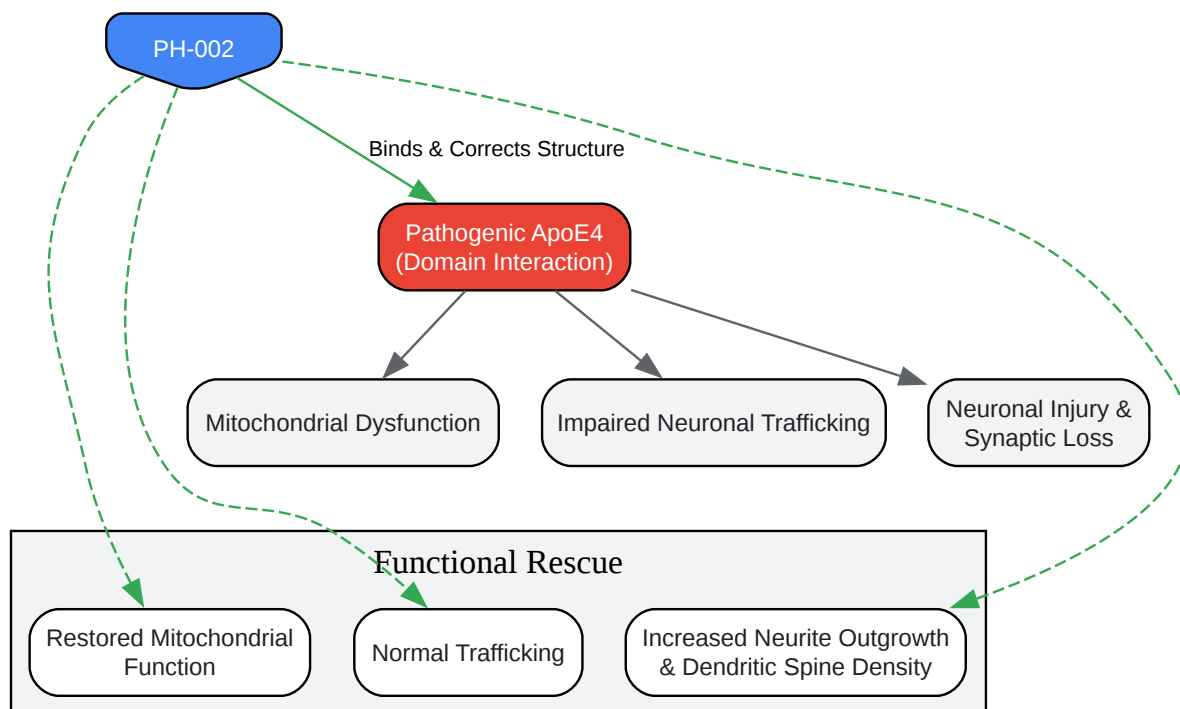 PH-002
Binds & Corrects Structure
Pathogenic ApoE4
(Domain Interaction)
Mitochondrial Dysfunction
Impaired Neuronal Trafficking
Neuronal Injury &
Synaptic Loss
Functional Rescue
Restored Mitochondrial
Function
Normal Trafficking
Increased Neurite Outgrowth
& Dendritic Spine Density